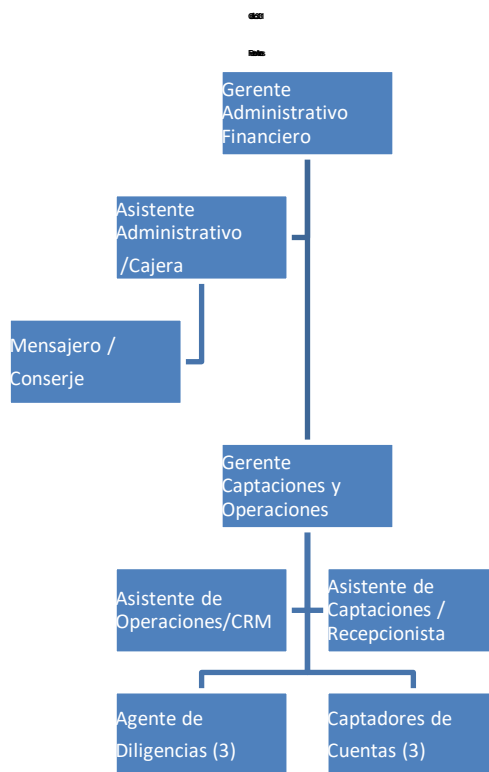 Gerente
Administrativo
Financiero
Asistente
Administrativo
/Cajera
Mensajero /
Conserje
Gerente
Captaciones y
Operaciones
Asistente de
Operaciones/CRM
Asistente de
Captaciones /
Recepcionista
Agente de
Diligencias (3)
Captadores de
Cuentas (3)